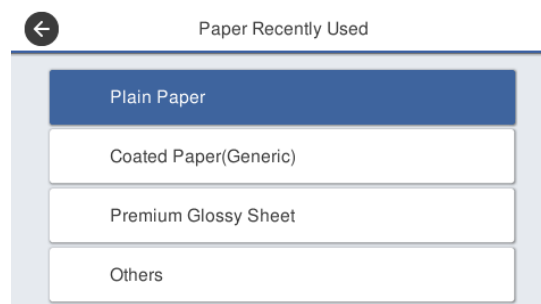 Paper Recently Used
Plain Paper
Coated Paper(Generic)
Premium Glossy Sheet
Others